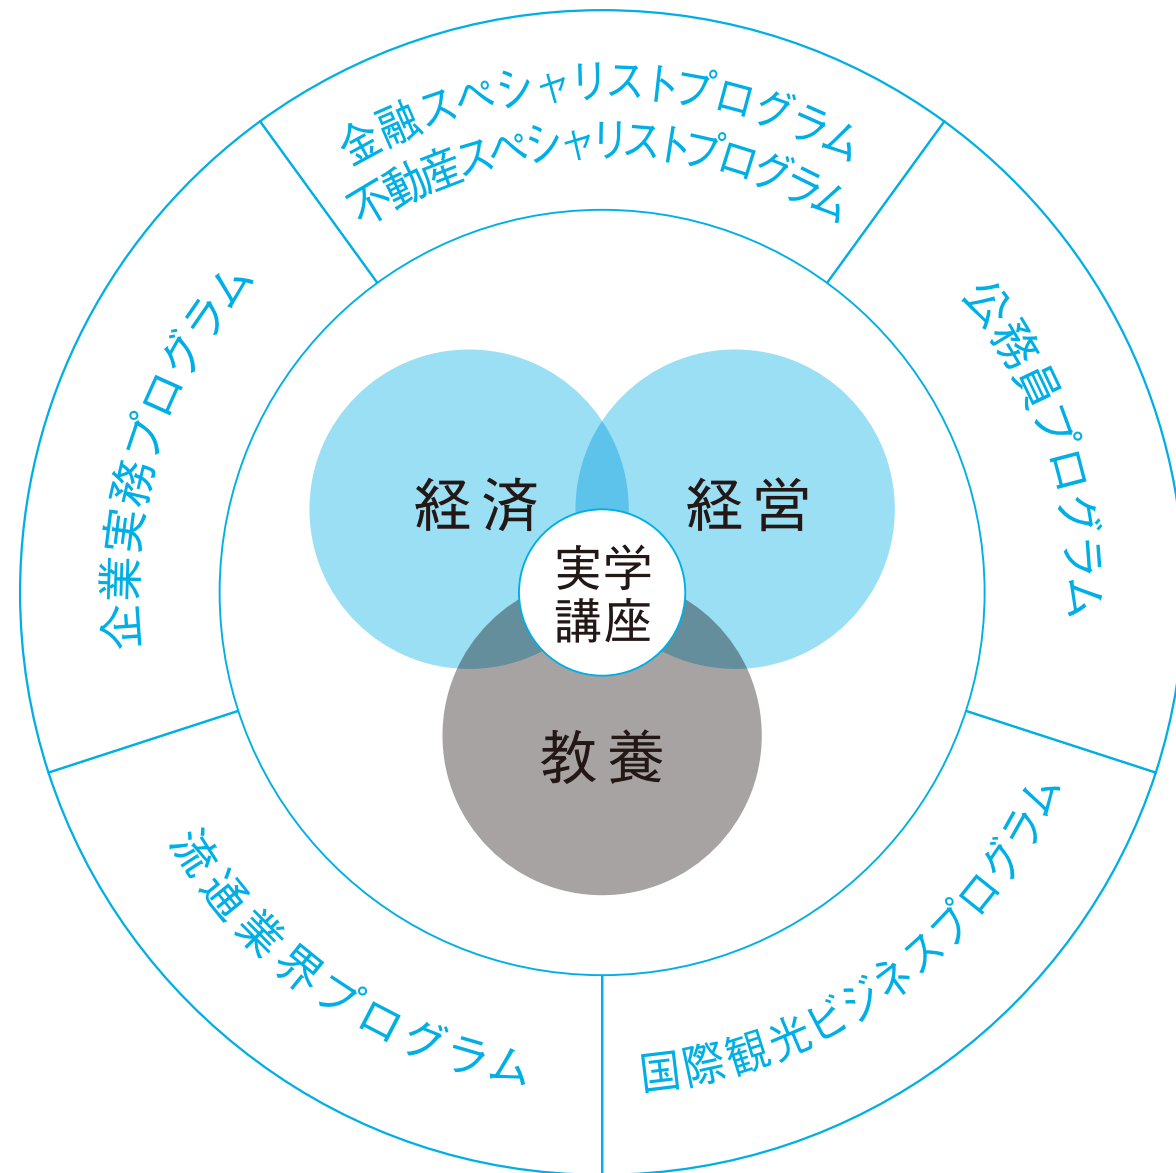 金融スペシャリストプログラム
不動産スペシャリストプログラム
公務員プログラム
国際観光ビジネスプログラム
流通業界プログラム
企業実務プログラム
経済
経営
実学
講座
教養